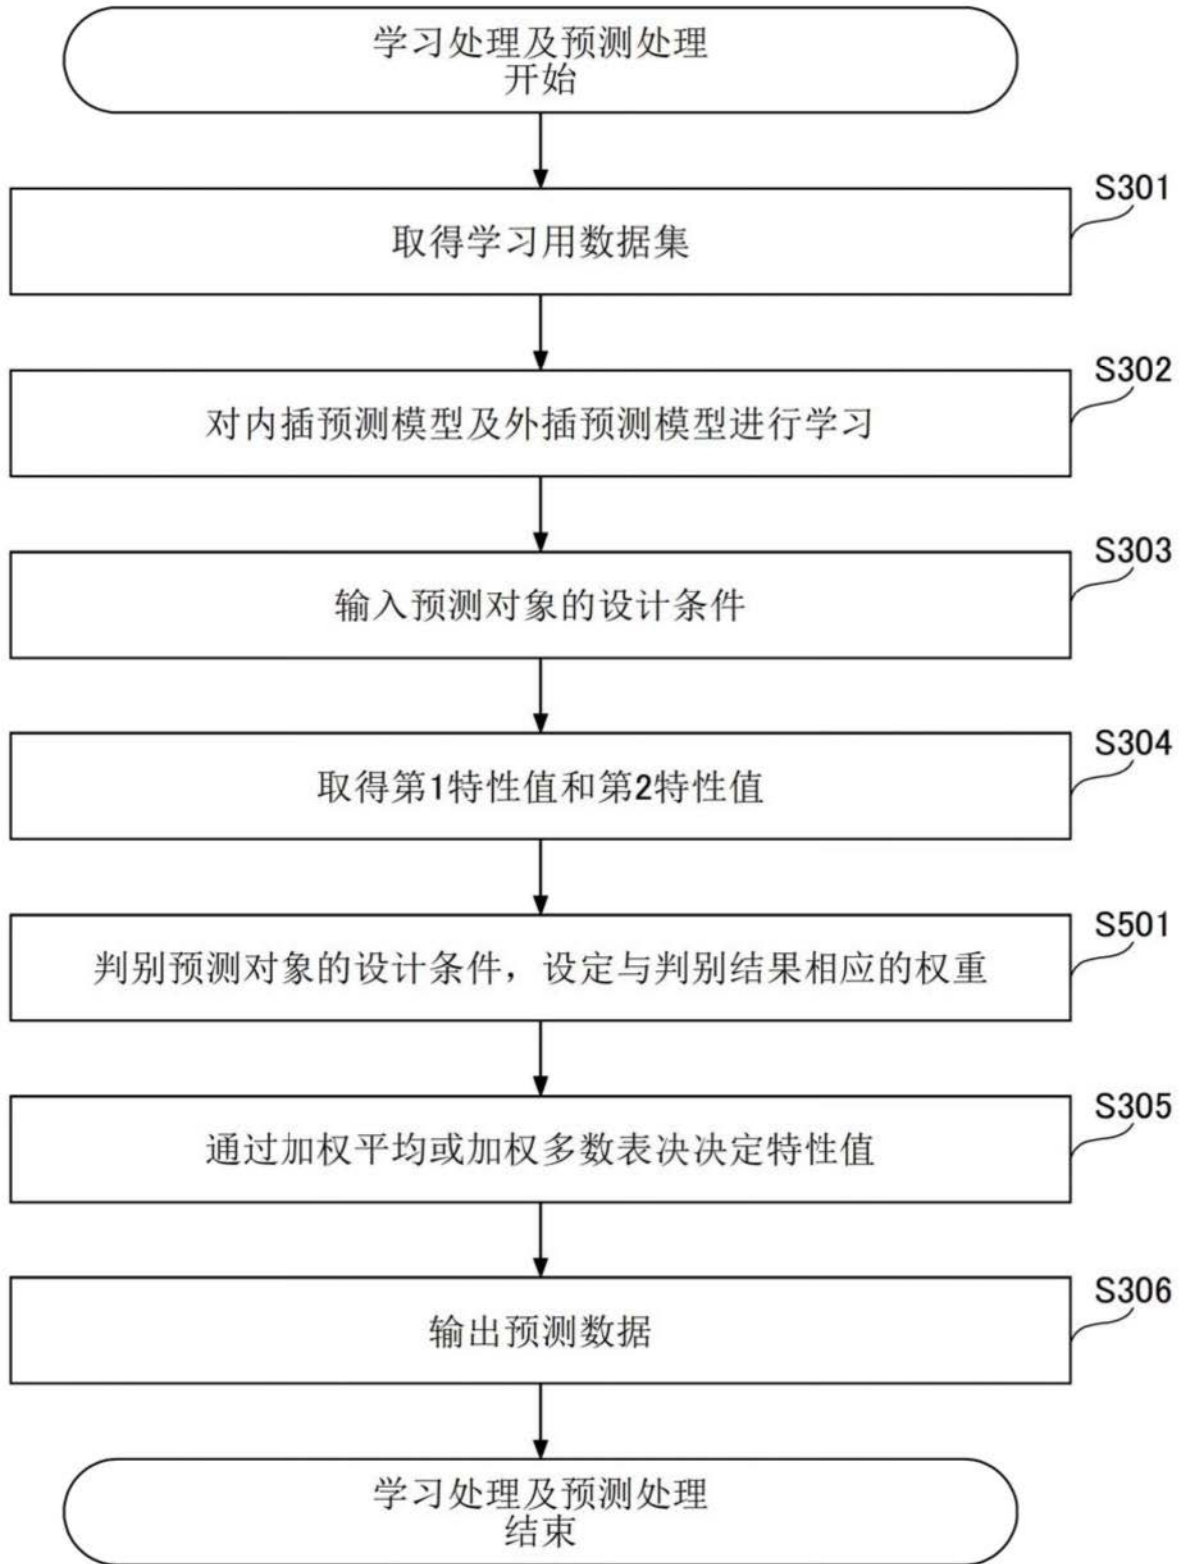 学习处理及预测处理
开始
S301
取得学习用数据集
S302
对内插预测模型及外插预测模型进行学习
S303
输入预测对象的设计条件
S304
取得第1特性值和第2特性值
S501
判别预测对象的设计条件，设定与判别结果相应的权重
S305
通过加权平均或加权多数表决决定特性值
S306
输出预测数据
学习处理及预测处理
结束